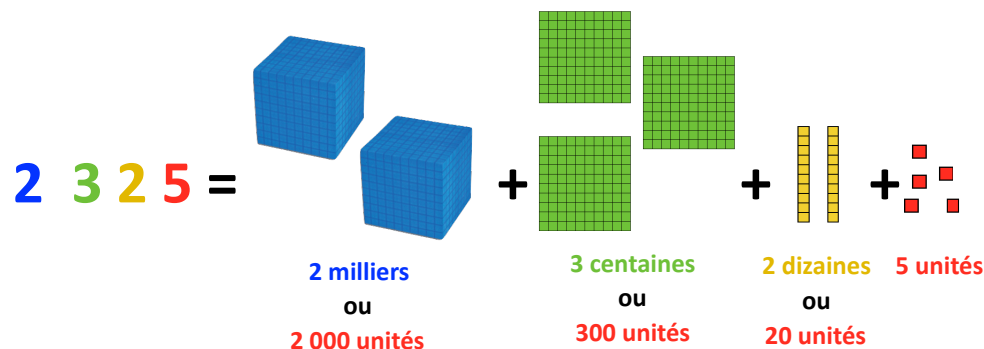 2 3 2 5 = + + +
2 milliers
ou
2 000 unités
3 centaines
ou
300 unités
2 dizaines
ou
20 unités
5 unités